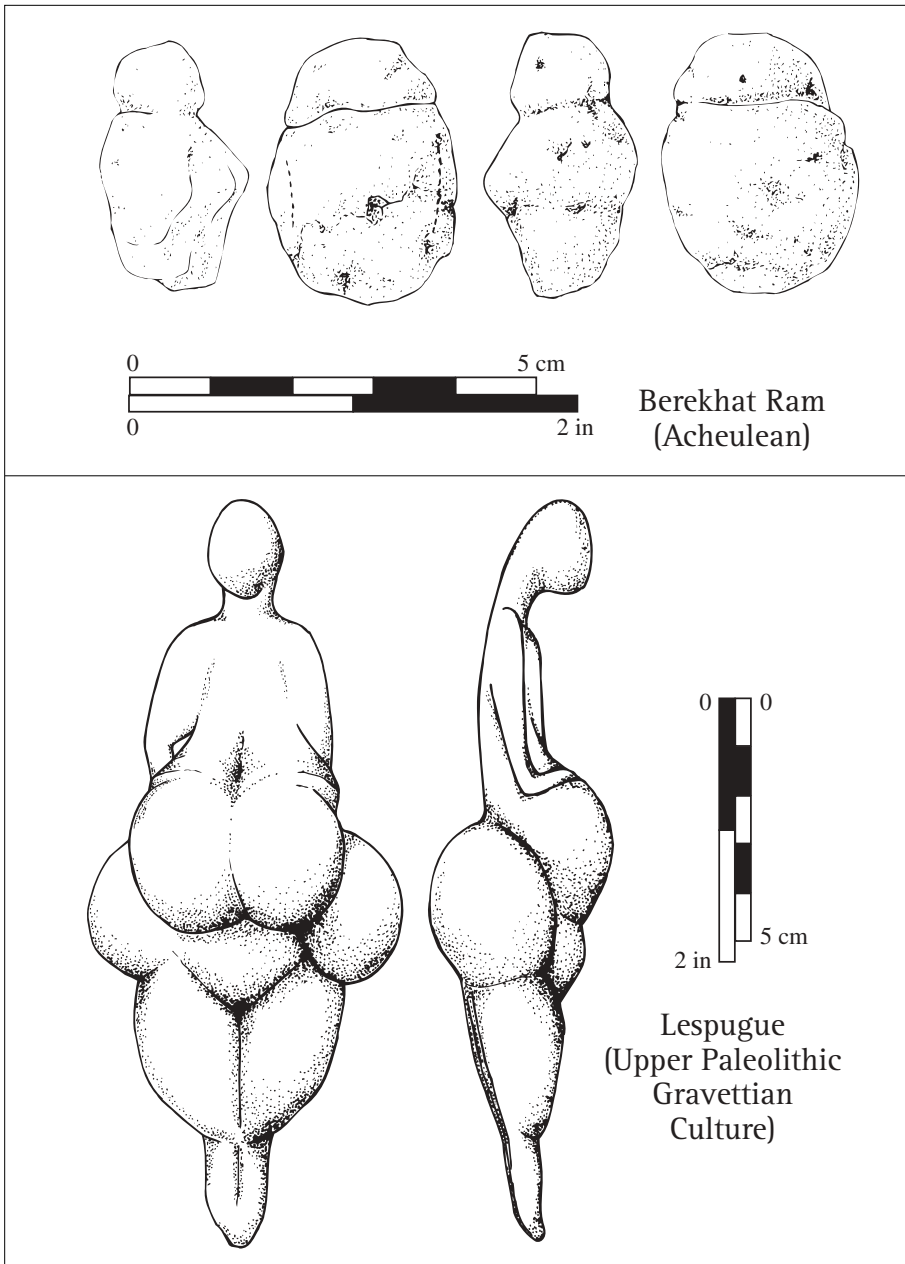 0 5 cm
0 2 in
Berekhat Ram
(Acheulean)
0 0
5 cm
2 in
Lespugue
(Upper Paleolithic
Gravettian
Culture)